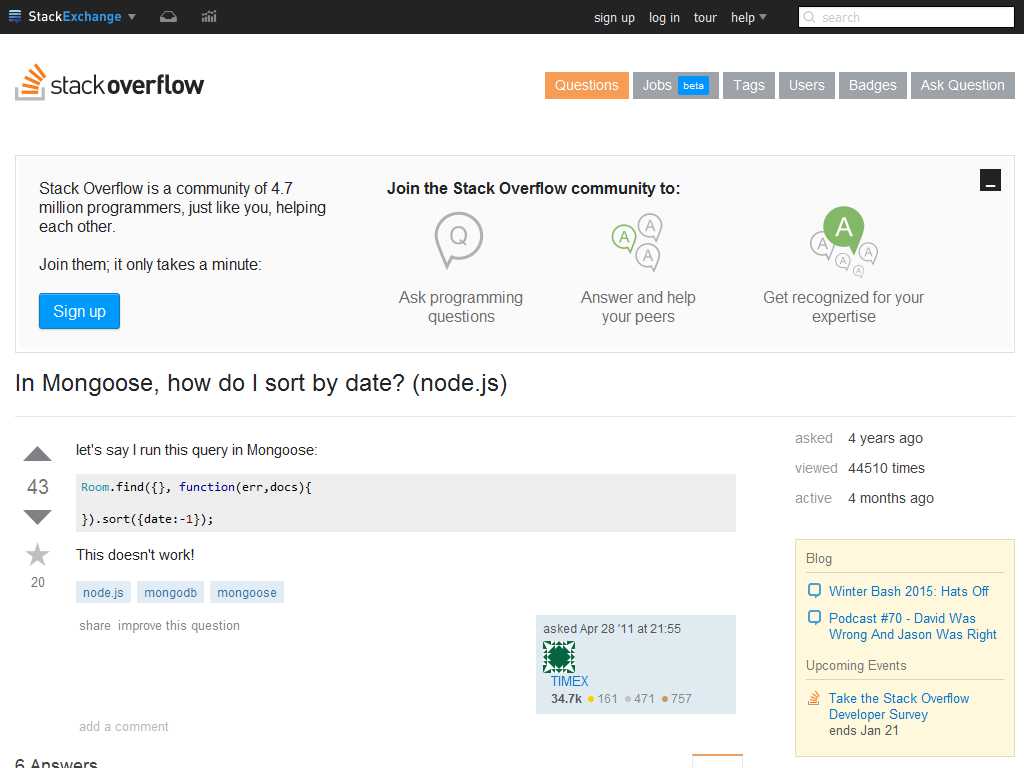 StackExchange
sign up
log in
tour
help
search
stackoverflow
Questions
Jobs beta
Tags
Users
Badges
Ask Question
Stack Overflow is a community of 4.7
million programmers, just like you, helping
each other.
Join them; it only takes a minute:
Sign up
Join the Stack Overflow community to:
Q
A
A
A
A
A
A
A
A
Ask programming
questions
Answer and help
your peers
Get recognized for your
expertise
In Mongoose, how do I sort by date? (node.js)
43
20
let's say I run this query in Mongoose:
Room.find({}, function(err,docs){
}).sort({date:-1});
This doesn't work!
node.js mongodb mongoose
share improve this question
asked Apr 28 '11 at 21:55
TIMEX
34.7k 161 471 757
add a comment
6 Answers
asked 4 years ago
viewed 44510 times
active 4 months ago
Blog
Winter Bash 2015: Hats Off
Podcast #70 - David Was
Wrong And Jason Was Right
Upcoming Events
Take the Stack Overflow
Developer Survey
ends Jan 21